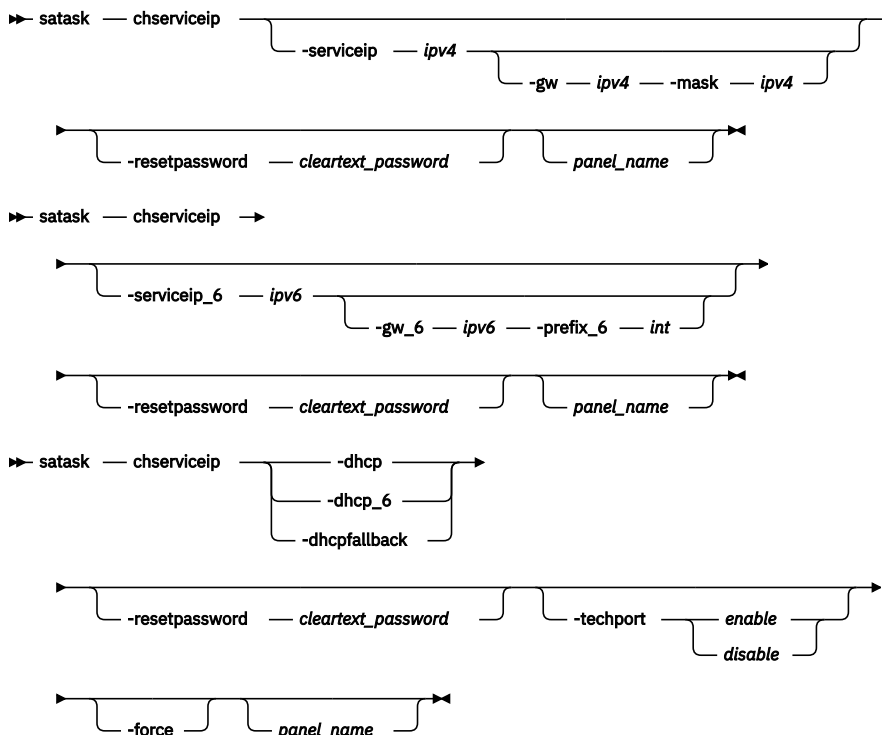 satask chserviceip
-serviceip ipv4
-gw ipv4 -mask ipv4
-resetpassword cleartext_password panel_name
satask chserviceip
-serviceip_6 ipv6
-gw_6 ipv6 -prefix_6 int
-resetpassword cleartext_password panel_name
satask chserviceip -dhcp
-dhcp_6
-dhcpfallback
-resetpassword cleartext_password -techport enable
disable
-force panel_name